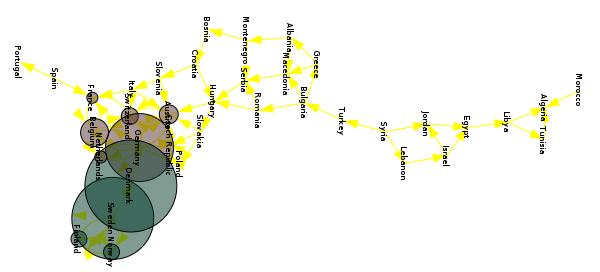 Portugal
Spain
France
Belgium
Netherlands
Italy
Switzerland
Germany
Denmark
Sweden
Norway
Finland
Slovenia
Austria
Czech Republic
Poland
Slovakia
Hungary
Croatia
Bosnia
Montenegro
Serbia
Romania
Albania
Macedonia
Greece
Bulgaria
Turkey
Syria
Lebanon
Jordan
Israel
Egypt
Libya
Algeria
Tunisia
Morocco